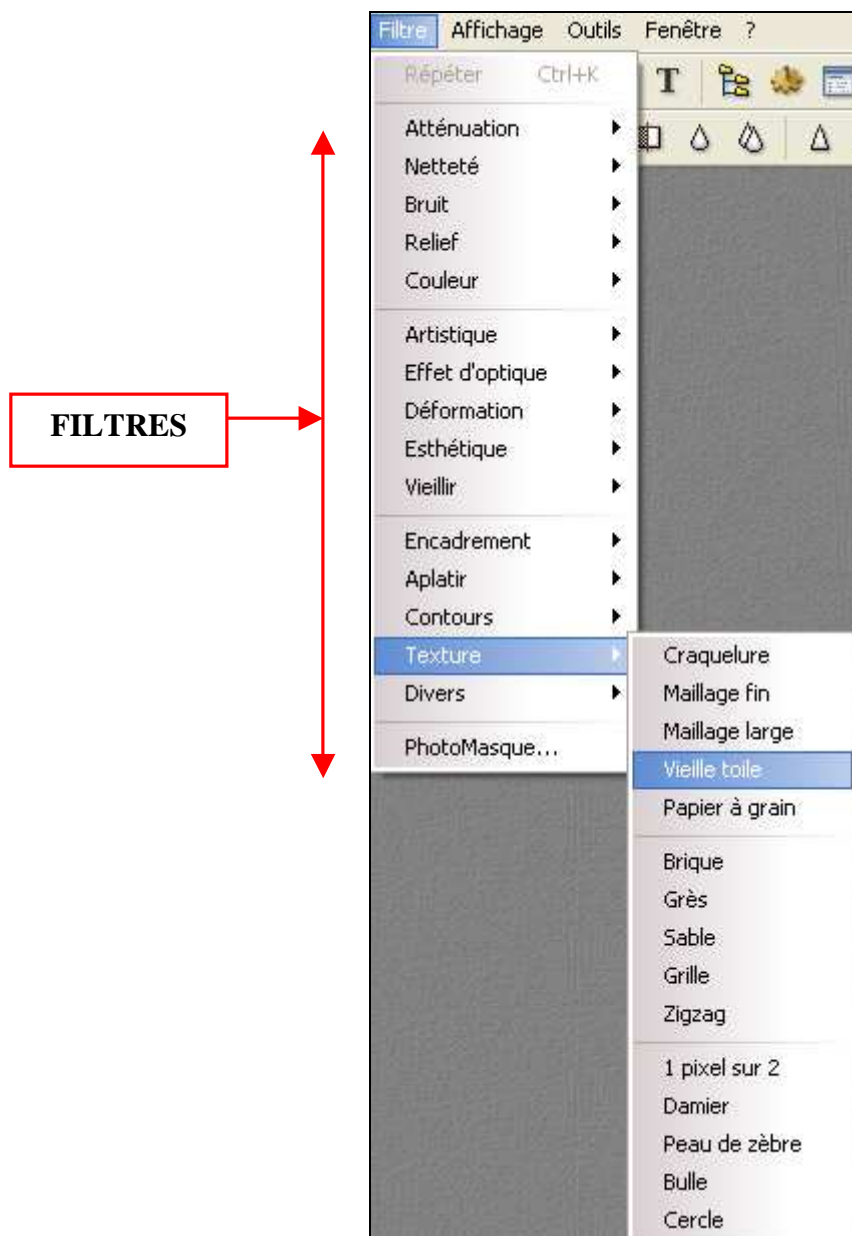 Filtre Affichage Outils Fenêtre ?
Répéter Ctrl+K
T
Atténuation
Netteté
Bruit
Relief
Couleur
Artistique
Effet d'optique
Déformation
Esthétique
Vieillir
FILTRES
Encadrement
Aplatir
Contours
Texture
Divers
PhotoMasque...
Craquelure
Maillage fin
Maillage large
Vieille toile
Papier à grain
Brique
Grès
Sable
Grille
Zigzag
1 pixel sur 2
Damier
Peau de zèbre
Bulle
Cercle